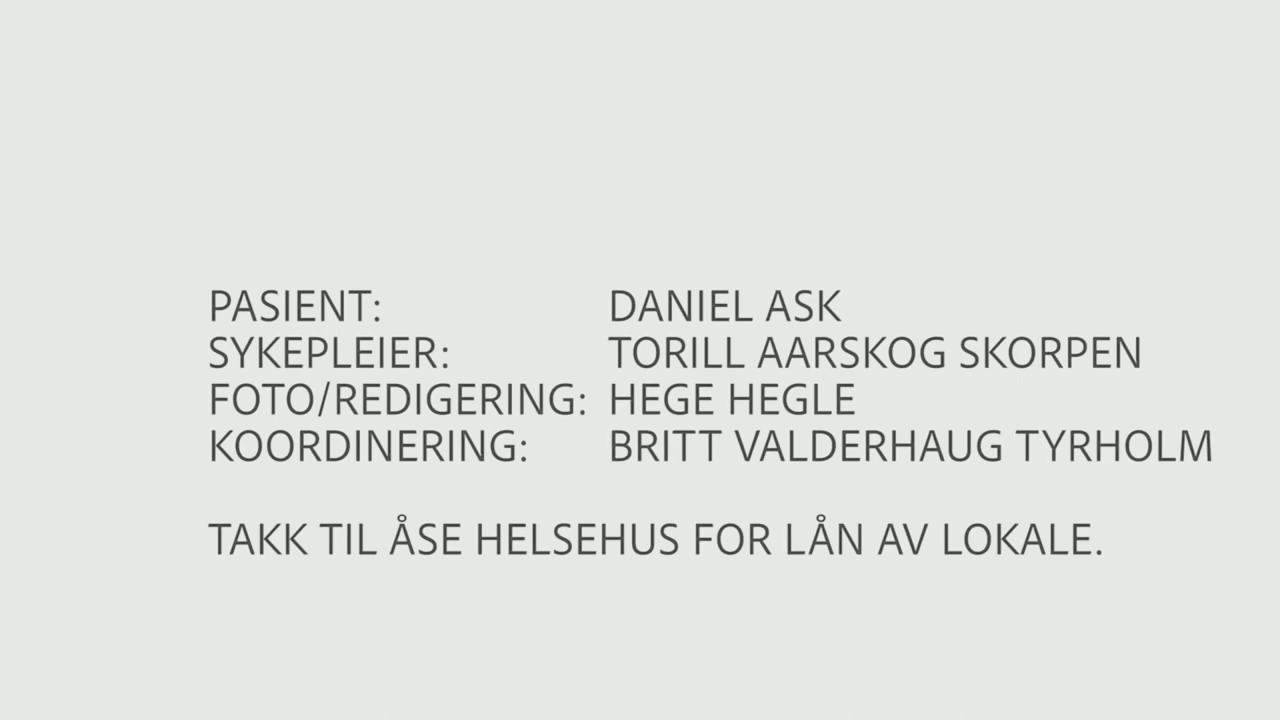 PASIENT: DANIEL ASK
SYKEPLEIER: TORILL AARSKOG SKORPEN
FOTO/REDIGERING: HEGE HEGLE
KOORDINERING: BRITT VALDERHAUG TYRHOLM
TAKK TIL ÅSE HELSEHUS FOR LÅN AV LOKALE.